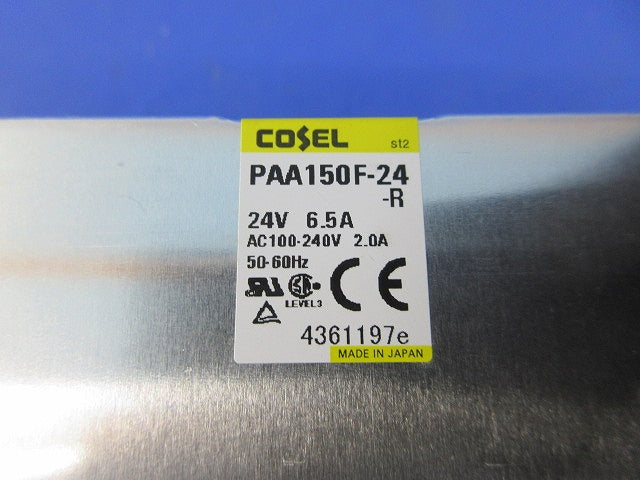 COSEL st2
PAA150F-24
-R
24V 6.5A
AC100-240V 2.0A
50-60Hz
LEVEL3
4361197e
MADE IN JAPAN